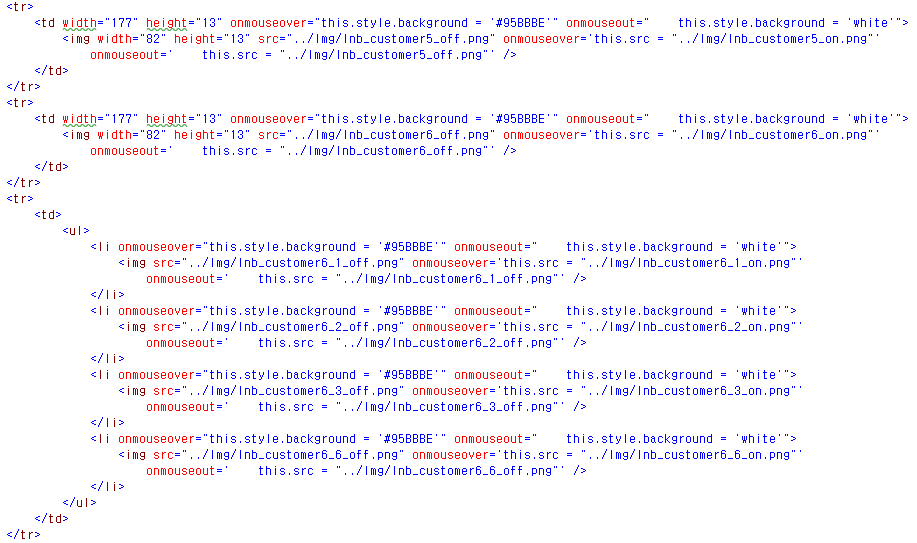 <tr>
    <td width="177" height="13" onmouseover="this.style.background = '#95BBBE'" onmouseout="    this.style.background = 'white'">
        <img width="82" height="13" src="../Img/lnb_customer5_off.png" onmouseover='this.src = "../Img/lnb_customer5_on.png"'
            onmouseout='    this.src = "../Img/lnb_customer5_off.png"' />
    </td>
</tr>
<tr>
    <td width="177" height="13" onmouseover="this.style.background = '#95BBBE'" onmouseout="    this.style.background = 'white'">
        <img width="82" height="13" src="../Img/lnb_customer6_off.png" onmouseover='this.src = "../Img/lnb_customer6_on.png"'
            onmouseout='    this.src = "../Img/lnb_customer6_off.png"' />
    </td>
</tr>
<tr>
    <td>
        <ul>
            <li onmouseover="this.style.background = '#95BBBE'" onmouseout="    this.style.background = 'white'">
                <img src="../Img/lnb_customer6_1_off.png" onmouseover='this.src = "../Img/lnb_customer6_1_on.png"'
                    onmouseout='    this.src = "../Img/lnb_customer6_1_off.png"' />
            </li>
            <li onmouseover="this.style.background = '#95BBBE'" onmouseout="    this.style.background = 'white'">
                <img src="../Img/lnb_customer6_2_off.png" onmouseover='this.src = "../Img/lnb_customer6_2_on.png"'
                    onmouseout='    this.src = "../Img/lnb_customer6_2_off.png"' />
            </li>
            <li onmouseover="this.style.background = '#95BBBE'" onmouseout="    this.style.background = 'white'">
                <img src="../Img/lnb_customer6_3_off.png" onmouseover='this.src = "../Img/lnb_customer6_3_on.png"'
                    onmouseout='    this.src = "../Img/lnb_customer6_3_off.png"' />
            </li>
            <li onmouseover="this.style.background = '#95BBBE'" onmouseout="    this.style.background = 'white'">
                <img src="../Img/lnb_customer6_6_off.png" onmouseover='this.src = "../Img/lnb_customer6_6_on.png"'
                    onmouseout='    this.src = "../Img/lnb_customer6_6_off.png"' />
            </li>
        </ul>
    </td>
</tr>